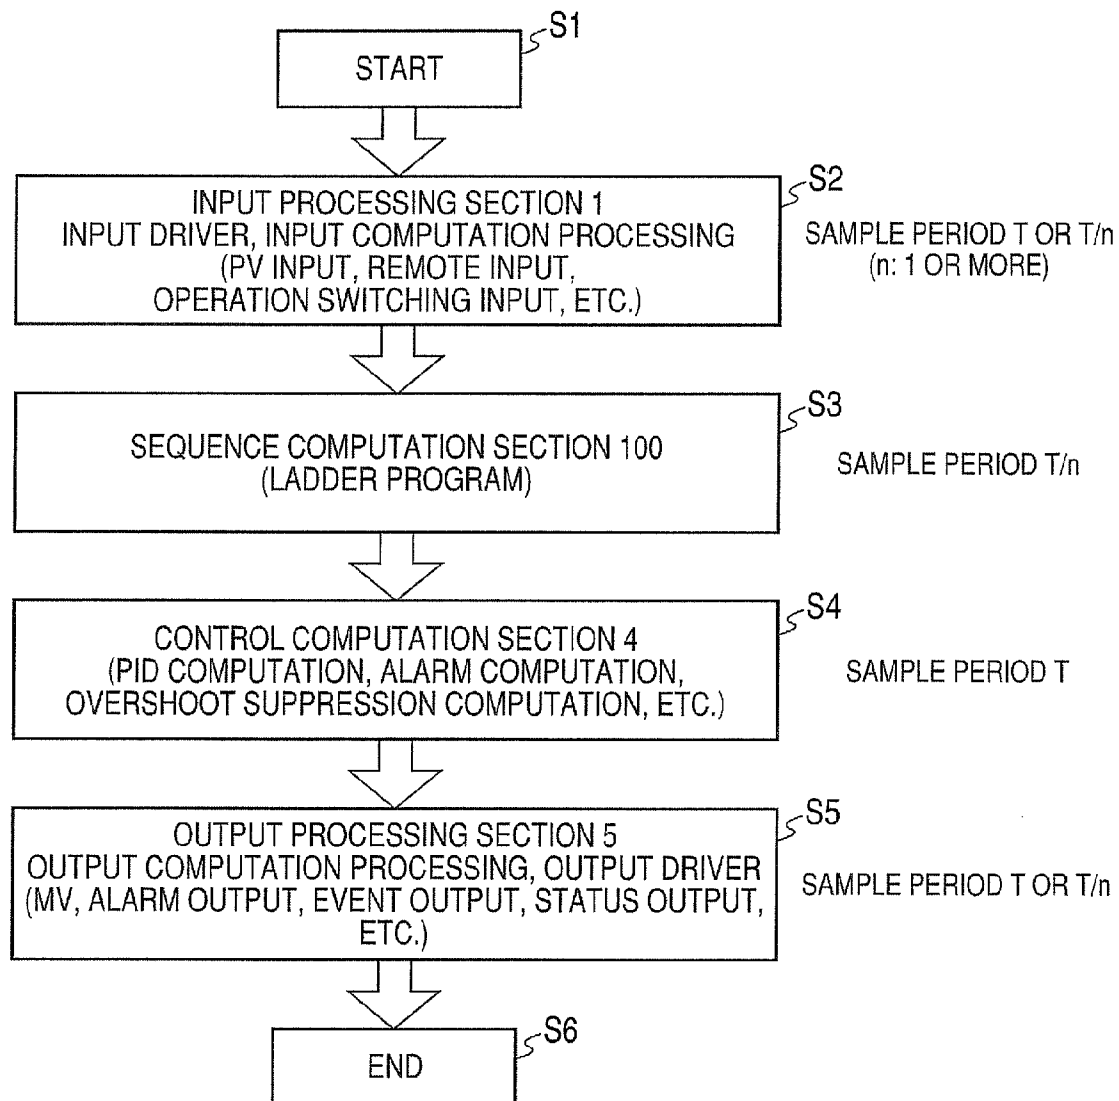 S1
START
S2
INPUT PROCESSING SECTION 1
INPUT DRIVER, INPUT COMPUTATION PROCESSING
(PV INPUT, REMOTE INPUT,
OPERATION SWITCHING INPUT, ETC.)
SAMPLE PERIOD T OR T/n
(n: 1 OR MORE)
S3
SEQUENCE COMPUTATION SECTION 100
(LADDER PROGRAM)
SAMPLE PERIOD T/n
S4
CONTROL COMPUTATION SECTION 4
(PID COMPUTATION, ALARM COMPUTATION,
OVERSHOOT SUPPRESSION COMPUTATION, ETC.)
SAMPLE PERIOD T
S5
OUTPUT PROCESSING SECTION 5
OUTPUT COMPUTATION PROCESSING, OUTPUT DRIVER
(MV, ALARM OUTPUT, EVENT OUTPUT, STATUS OUTPUT,
ETC.)
SAMPLE PERIOD T OR T/n
S6
END